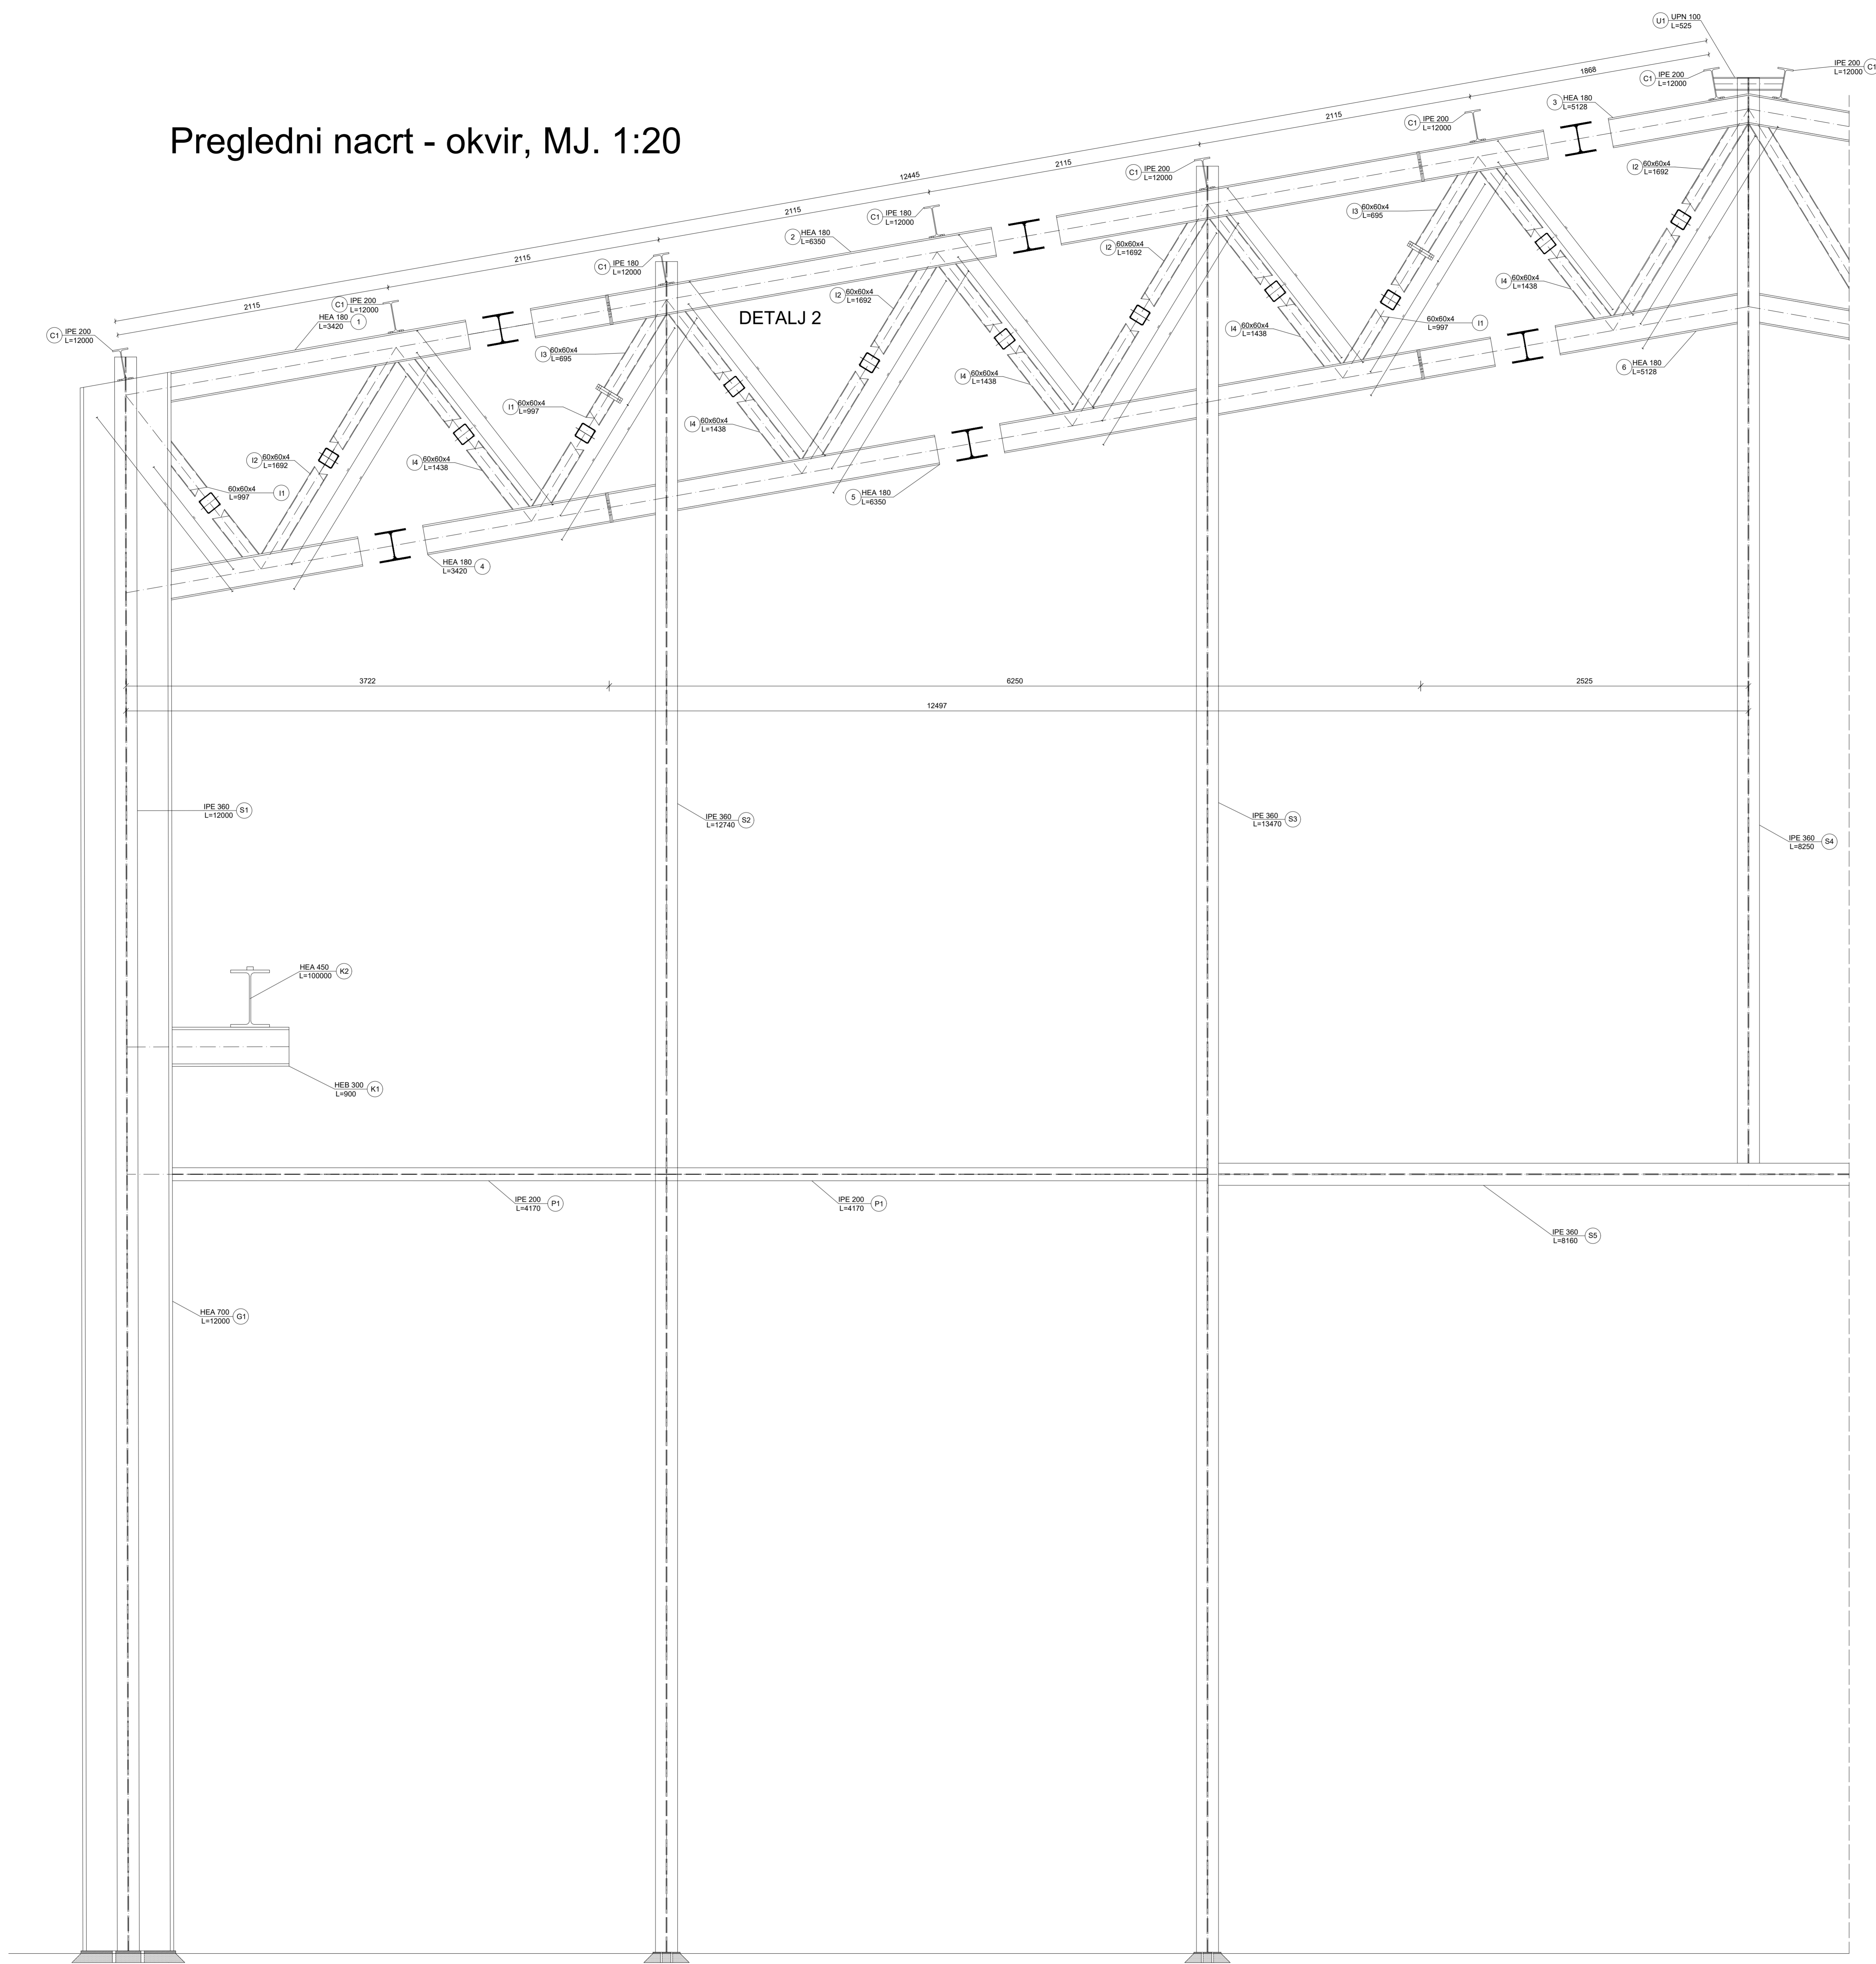 U1 UPN 100
L=525
1868
C1 IPE 200
L=12000
IPE 200 C1
L=12000
3 HEA 180
L=5128
2115
C1 IPE 200
L=12000
Pregledni nacrt - okvir, MJ. 1:20
12445
C1 IPE 200
L=12000
2115
I2 60x60x4
L=1692
2115
C1 IPE 180
L=12000
I3 60x60x4
L=695
2 HEA 180
L=6350
I2 60x60x4
L=1692
2115
C1 IPE 180
L=12000
I4 60x60x4
L=1438
I2 60x60x4
L=1692
2115
C1 IPE 200
L=12000
HEA 180 1
L=3420
DETALJ 2
60x60x4 I1
L=997
I4 60x60x4
L=1438
C1 IPE 200
L=12000
I3 60x60x4
L=695
6 HEA 180
L=5128
I4 60x60x4
L=1438
I1 60x60x4
L=997
I4 60x60x4
L=1438
I2 60x60x4
L=1692
I4 60x60x4
L=1438
60x60x4 I1
L=997
5 HEA 180
L=6350
HEA 180 4
L=3420
3722
6250
2525
12497
IPE 360 S1
L=12000
IPE 360 S2
L=12740
IPE 360 S3
L=13470
IPE 360 S4
L=8250
HEA 450 K2
L=100000
HEB 300 K1
L=900
IPE 200 P1
L=4170
IPE 200 P1
L=4170
IPE 360 S5
L=8160
HEA 700 G1
L=12000